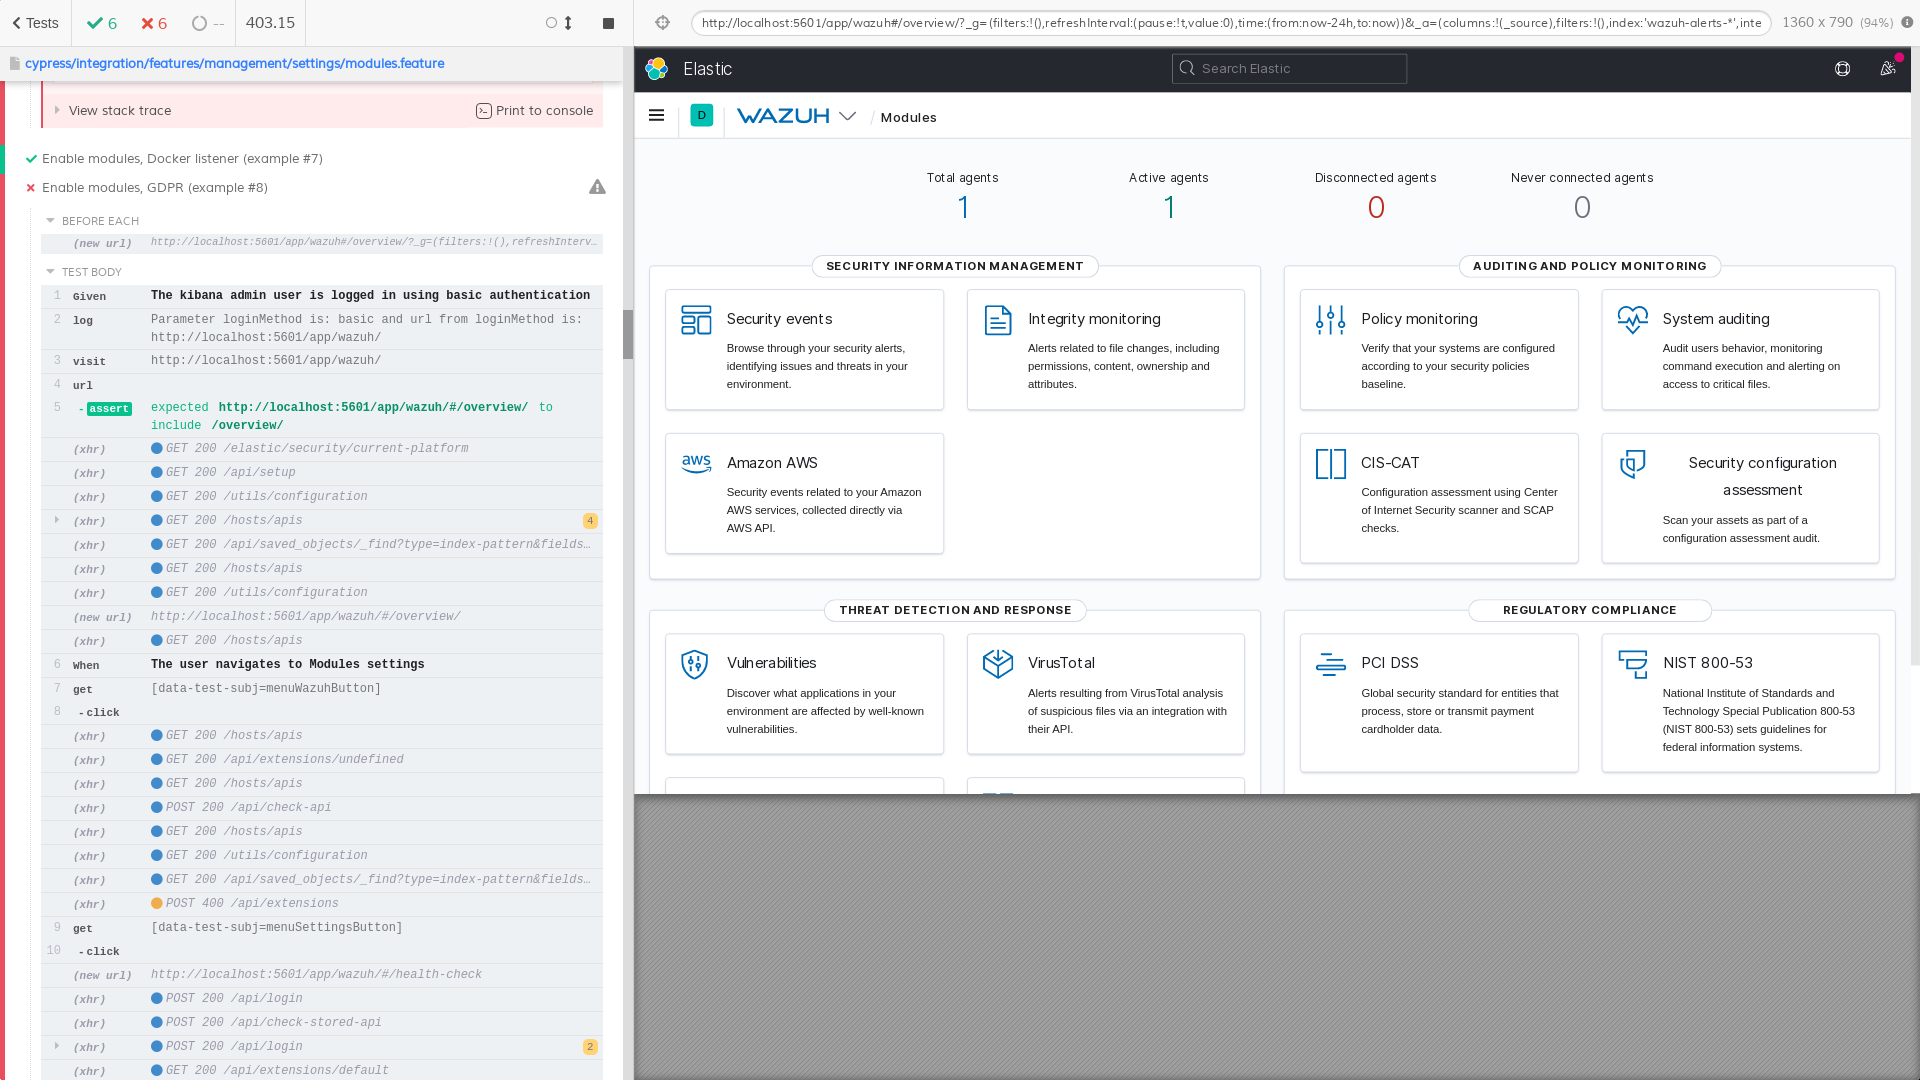 Tests
6
6
--
403.15
http://localhost:5601/app/wazuh#/overview/?_g=(filters:!(),refreshInterval:(pause:!t,value:0),time:(from:now-24h,to:now))&_a=(columns:!(_source),filters:!(),index:'wazuh-alerts-*',inte
1360 x 790 (94%)
cypress/integration/features/management/settings/modules.feature
View stack trace
Print to console
Enable modules, Docker listener (example #7)
Enable modules, GDPR (example #8)
BEFORE EACH
(new url) http://localhost:5601/app/wazuh#/overview/?_g=(filters:!(),refreshInterv…
TEST BODY
1 Given The kibana admin user is logged in using basic authentication
2 log Parameter loginMethod is: basic and url from loginMethod is:
http://localhost:5601/app/wazuh/
3 visit http://localhost:5601/app/wazuh/
4 url
5 - assert expected http://localhost:5601/app/wazuh/#/overview/ to
include /overview/
(xhr) GET 200 /elastic/security/current-platform
(xhr) GET 200 /api/setup
(xhr) GET 200 /utils/configuration
(xhr) GET 200 /hosts/apis 4
(xhr) GET 200 /api/saved_objects/_find?type=index-pattern&fields…
(xhr) GET 200 /hosts/apis
(xhr) GET 200 /utils/configuration
(new url) http://localhost:5601/app/wazuh/#/overview/
(xhr) GET 200 /hosts/apis
6 When The user navigates to Modules settings
7 get [data-test-subj=menuWazuhButton]
8 - click
(xhr) GET 200 /hosts/apis
(xhr) GET 200 /api/extensions/undefined
(xhr) GET 200 /hosts/apis
(xhr) POST 200 /api/check-api
(xhr) GET 200 /hosts/apis
(xhr) GET 200 /utils/configuration
(xhr) GET 200 /api/saved_objects/_find?type=index-pattern&fields…
(xhr) POST 400 /api/extensions
9 get [data-test-subj=menuSettingsButton]
10 - click
(new url) http://localhost:5601/app/wazuh/#/health-check
(xhr) POST 200 /api/login
(xhr) POST 200 /api/check-stored-api
(xhr) POST 200 /api/login 2
(xhr) GET 200 /api/extensions/default
Elastic
Search Elastic
D
WAZUH
/ Modules
Total agents
1
Active agents
1
Disconnected agents
0
Never connected agents
0
SECURITY INFORMATION MANAGEMENT
Security events
Browse through your security alerts,
identifying issues and threats in your
environment.
Integrity monitoring
Alerts related to file changes, including
permissions, content, ownership and
attributes.
aws
Amazon AWS
Security events related to your Amazon
AWS services, collected directly via
AWS API.
AUDITING AND POLICY MONITORING
Policy monitoring
Verify that your systems are configured
according to your security policies
baseline.
System auditing
Audit users behavior, monitoring
command execution and alerting on
access to critical files.
CIS-CAT
Configuration assessment using Center
of Internet Security scanner and SCAP
checks.
Security configuration
assessment
Scan your assets as part of a
configuration assessment audit.
THREAT DETECTION AND RESPONSE
Vulnerabilities
Discover what applications in your
environment are affected by well-known
vulnerabilities.
VirusTotal
Alerts resulting from VirusTotal analysis
of suspicious files via an integration with
their API.
REGULATORY COMPLIANCE
PCI DSS
Global security standard for entities that
process, store or transmit payment
cardholder data.
NIST 800-53
National Institute of Standards and
Technology Special Publication 800-53
(NIST 800-53) sets guidelines for
federal information systems.